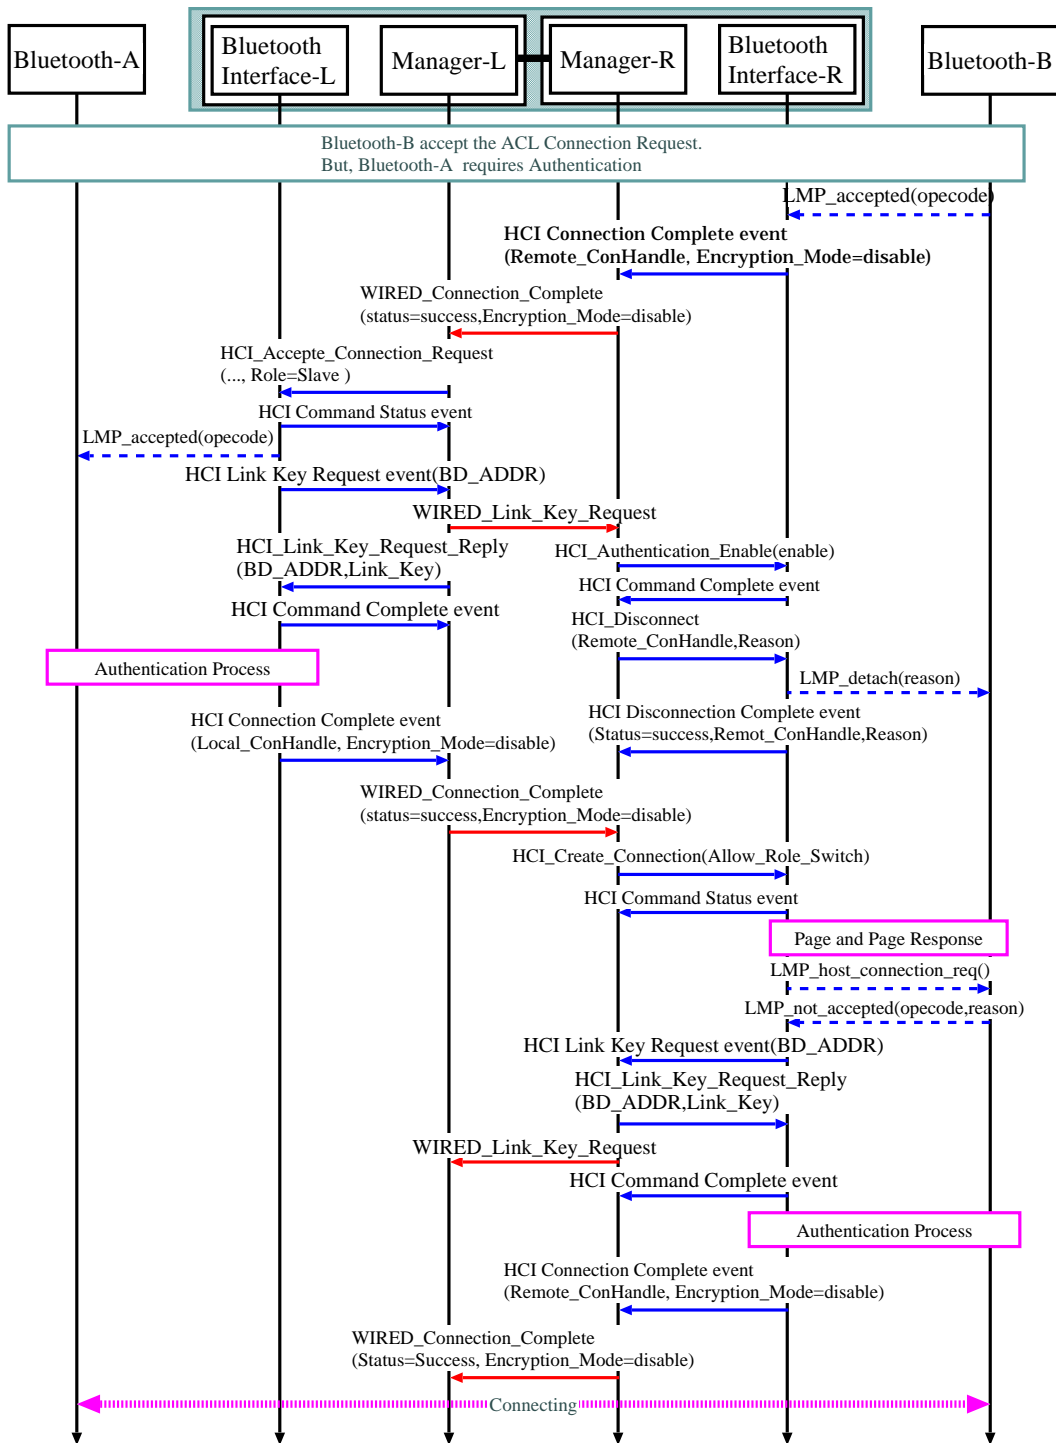 Bluetooth-A
Bluetooth
Interface-L
Manager-L
Manager-R
Bluetooth
Interface-R
Bluetooth-B
Bluetooth-B accept the ACL Connection Request.
But, Bluetooth-A requires Authentication
LMP_accepted(opecode)
HCI Connection Complete event
(Remote_ConHandle, Encryption_Mode=disable)
WIRED_Connection_Complete
(status=success,Encryption_Mode=disable)
HCI_Accepte_Connection_Request
(..., Role=Slave )
HCI Command Status event
LMP_accepted(opecode)
HCI Link Key Request event(BD_ADDR)
WIRED_Link_Key_Request
HCI_Link_Key_Request_Reply
(BD_ADDR,Link_Key)
HCI_Authentication_Enable(enable)
HCI Command Complete event
HCI Command Complete event
HCI_Disconnect
(Remote_ConHandle,Reason)
Authentication Process
LMP_detach(reason)
HCI Connection Complete event
(Local_ConHandle, Encryption_Mode=disable)
HCI Disconnection Complete event
(Status=success,Remot_ConHandle,Reason)
WIRED_Connection_Complete
(status=success,Encryption_Mode=disable)
HCI_Create_Connection(Allow_Role_Switch)
HCI Command Status event
Page and Page Response
LMP_host_connection_req()
LMP_not_accepted(opecode,reason)
HCI Link Key Request event(BD_ADDR)
HCI_Link_Key_Request_Reply
(BD_ADDR,Link_Key)
WIRED_Link_Key_Request
HCI Command Complete event
Authentication Process
HCI Connection Complete event
(Remote_ConHandle, Encryption_Mode=disable)
WIRED_Connection_Complete
(Status=Success, Encryption_Mode=disable)
Connecting